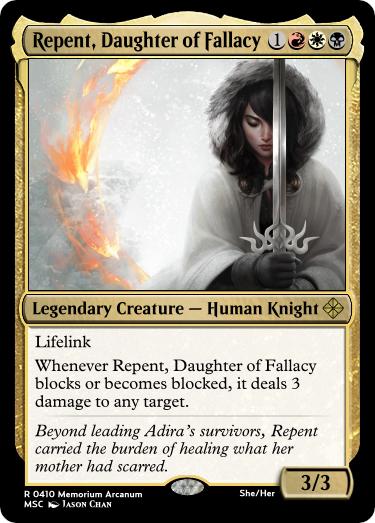 Repent, Daughter of Fallacy 1
Legendary Creature — Human Knight
Lifelink
Whenever Repent, Daughter of Fallacy
blocks or becomes blocked, it deals 3
damage to any target.
Beyond leading Adira's survivors, Repent
carried the burden of healing what her
mother had scarred.
3/3
R 0410 Memorium Arcanum She/Her
MSC Jason Chan